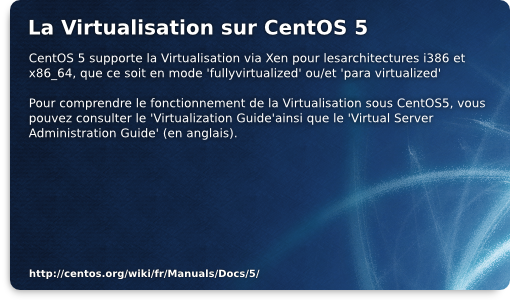 La Virtualisation sur CentOS 5
CentOS 5 supporte la Virtualisation via Xen pour lesarchitectures i386 et
x86_64, que ce soit en mode 'fullyvirtualized' ou/et 'para virtualized'
Pour comprendre le fonctionnement de la Virtualisation sous CentOS5, vous
pouvez consulter le 'Virtualization Guide'ainsi que le 'Virtual Server
Administration Guide' (en anglais).
http://centos.org/wiki/fr/Manuals/Docs/5/